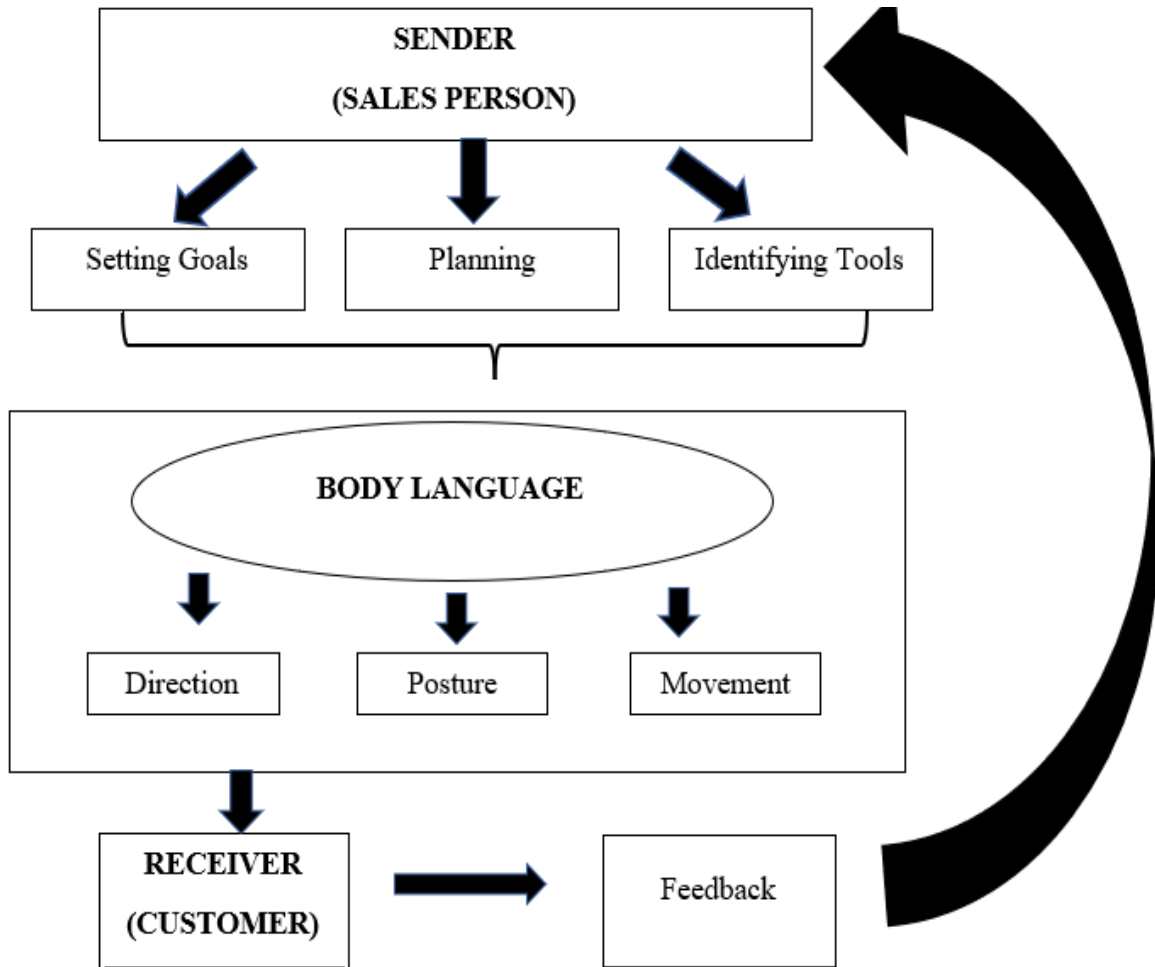 SENDER
(SALES PERSON)
Setting Goals
Planning
Identifying Tools
BODY LANGUAGE
Direction
Posture
Movement
RECEIVER
(CUSTOMER)
Feedback